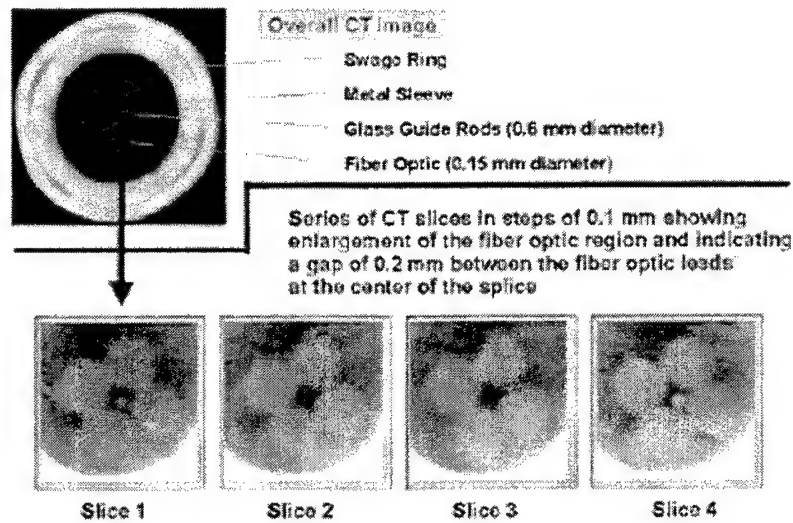 Overall CT Image
Swage Ring
Metal Sleeve
Glass Guide Rods (0.6 mm diameter)
Fiber Optic (0.15 mm diameter)
Series of CT slices in steps of 0.1 mm showing
enlargement of the fiber optic region and indicating
a gap of 0.2 mm between the fiber optic leads
at the center of the splice
Slice 1
Slice 2
Slice 3
Slice 4